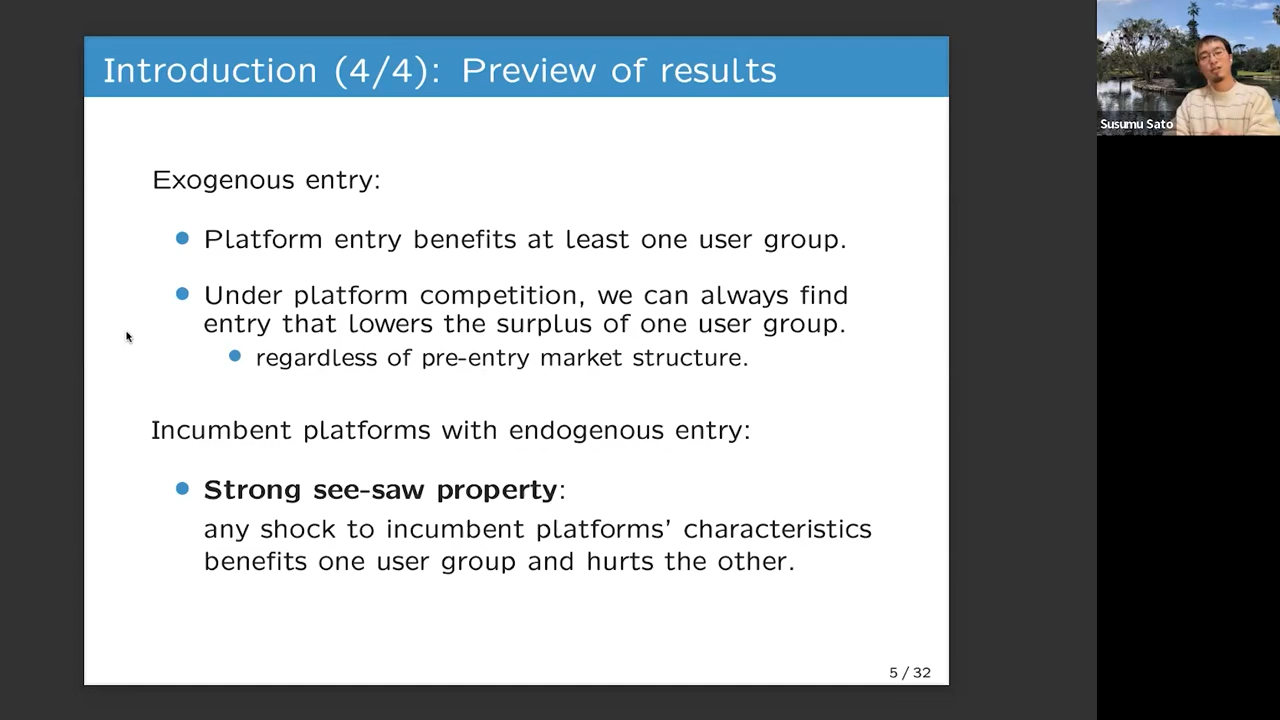 Introduction (4/4): Preview of results
Susumu Sato
Exogenous entry:
Platform entry benefits at least one user group.
Under platform competition, we can always find
entry that lowers the surplus of one user group.
regardless of pre-entry market structure.
Incumbent platforms with endogenous entry:
Strong see-saw property:
any shock to incumbent platforms' characteristics
benefits one user group and hurts the other.
5 / 32